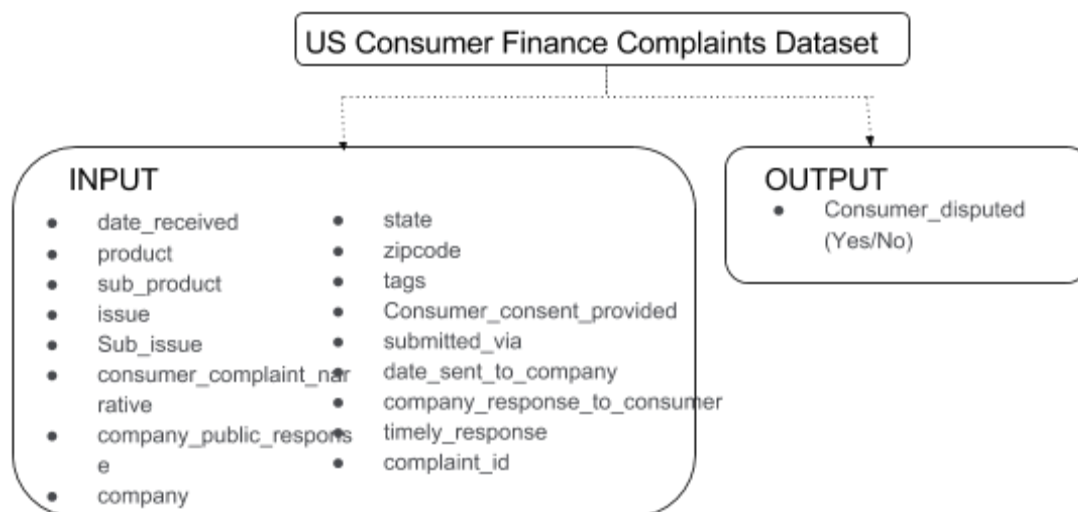 US Consumer Finance Complaints Dataset
INPUT
date_received
product
sub_product
issue
Sub_issue
consumer_complaint_nar
rative
company_public_respons
e
company
state
zipcode
tags
Consumer_consent_provided
submitted_via
date_sent_to_company
company_response_to_consumer
timely_response
complaint_id
OUTPUT
Consumer_disputed
(Yes/No)